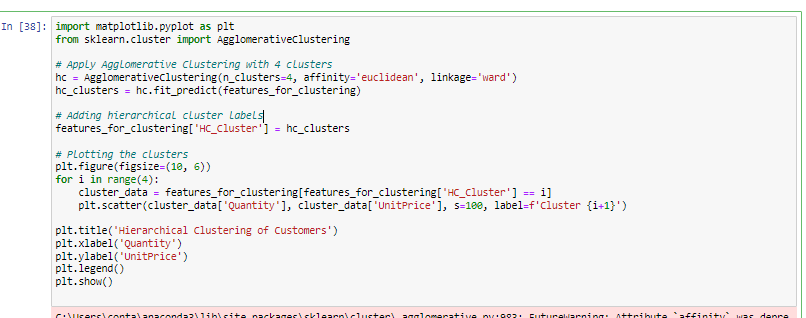 In [38]: import matplotlib.pyplot as plt
from sklearn.cluster import AgglomerativeClustering
# Apply Agglomerative Clustering with 4 clusters
hc = AgglomerativeClustering(n_clusters=4, affinity='euclidean', linkage='ward')
hc_clusters = hc.fit_predict(features_for_clustering)
# Adding hierarchical cluster labels
features_for_clustering['HC_Cluster'] = hc_clusters
# Plotting the clusters
plt.figure(figsize=(10, 6))
for i in range(4):
    cluster_data = features_for_clustering[features_for_clustering['HC_Cluster'] == i]
    plt.scatter(cluster_data['Quantity'], cluster_data['UnitPrice'], s=100, label=f'Cluster {i+1}')
plt.title('Hierarchical Clustering of Customers')
plt.xlabel('Quantity')
plt.ylabel('UnitPrice')
plt.legend()
plt.show()
C:\Users\conta\anaconda3\lib\site-packages\sklearn\cluster\_agglomerative.py:983: FutureWarning: Attribute `affinity` was depre